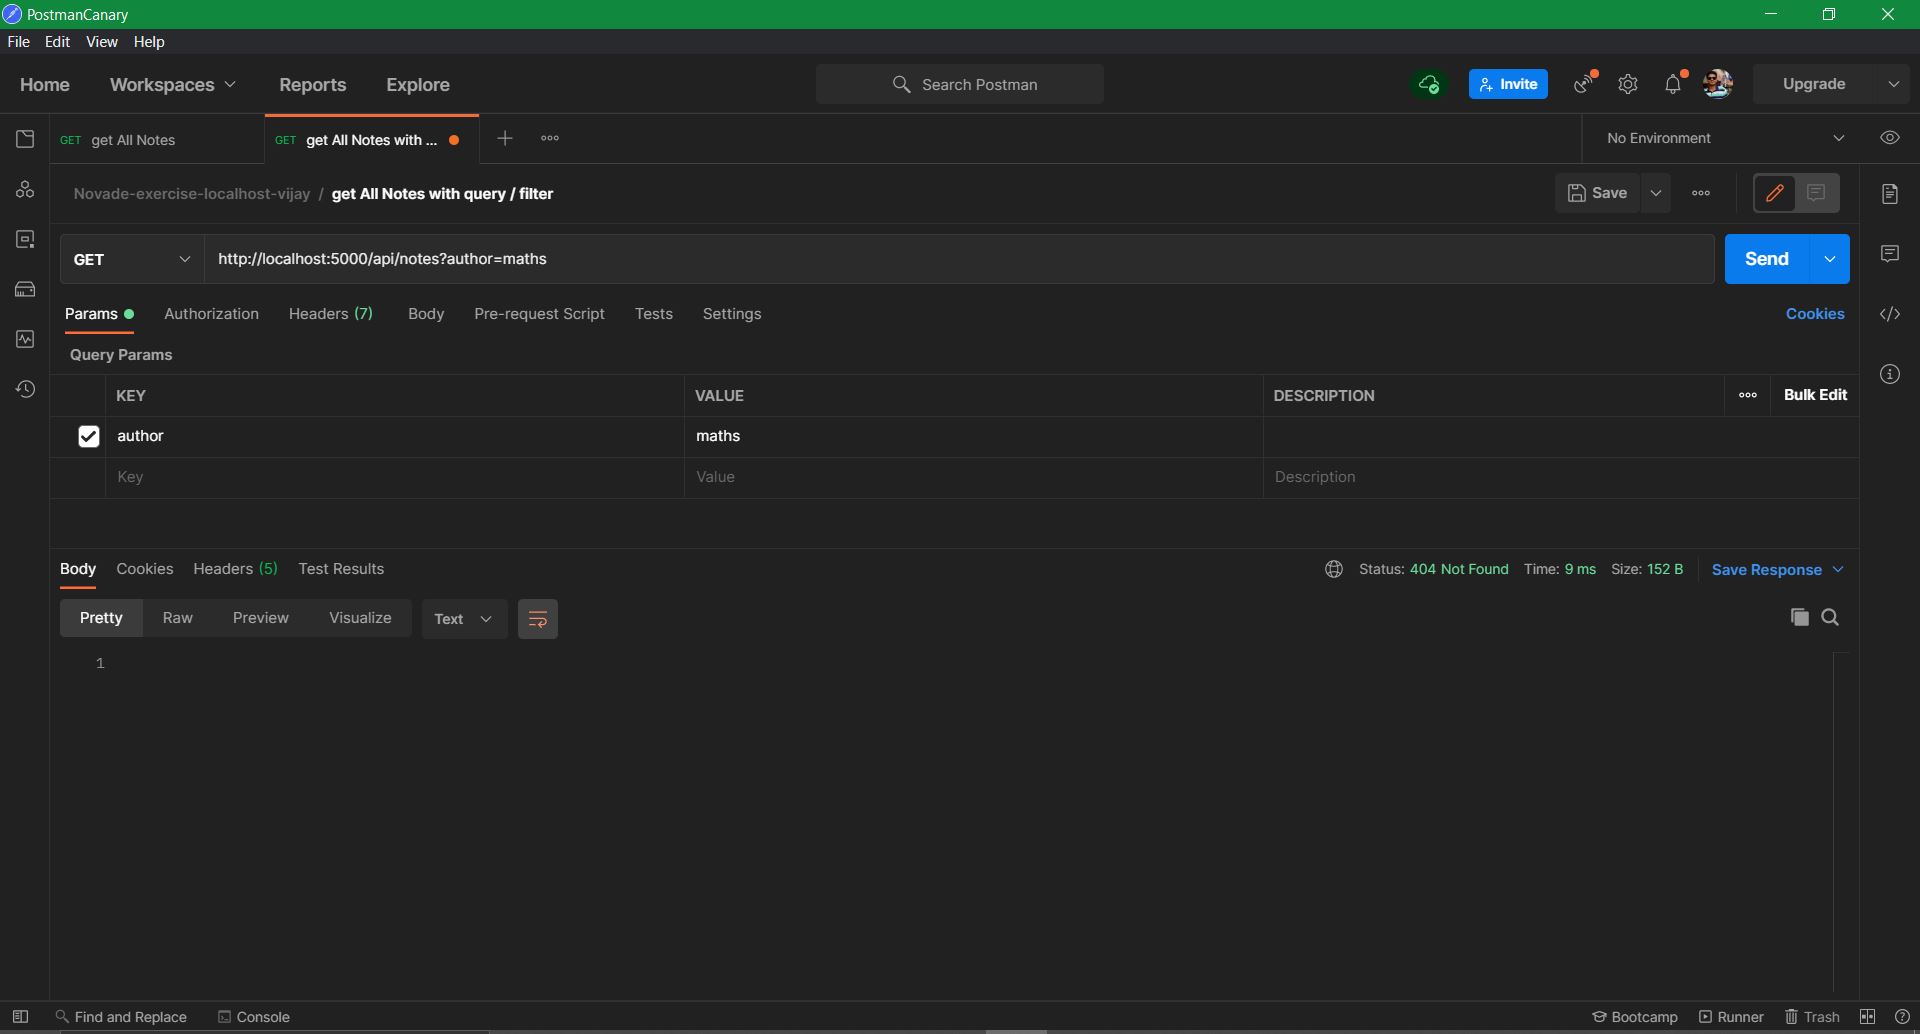 PostmanCanary
File Edit View Help
Home Workspaces Reports Explore Search Postman Invite Upgrade
GET get All Notes GET get All Notes with ... No Environment
Novade-exercise-localhost-vijay / get All Notes with query / filter Save
GET http://localhost:5000/api/notes?author=maths Send
Params Authorization Headers (7) Body Pre-request Script Tests Settings Cookies
Query Params
KEY VALUE DESCRIPTION Bulk Edit
author maths
Key Value Description
Body Cookies Headers (5) Test Results Status: 404 Not Found Time: 9 ms Size: 152 B Save Response
Pretty Raw Preview Visualize Text
1
Find and Replace Console Bootcamp Runner Trash